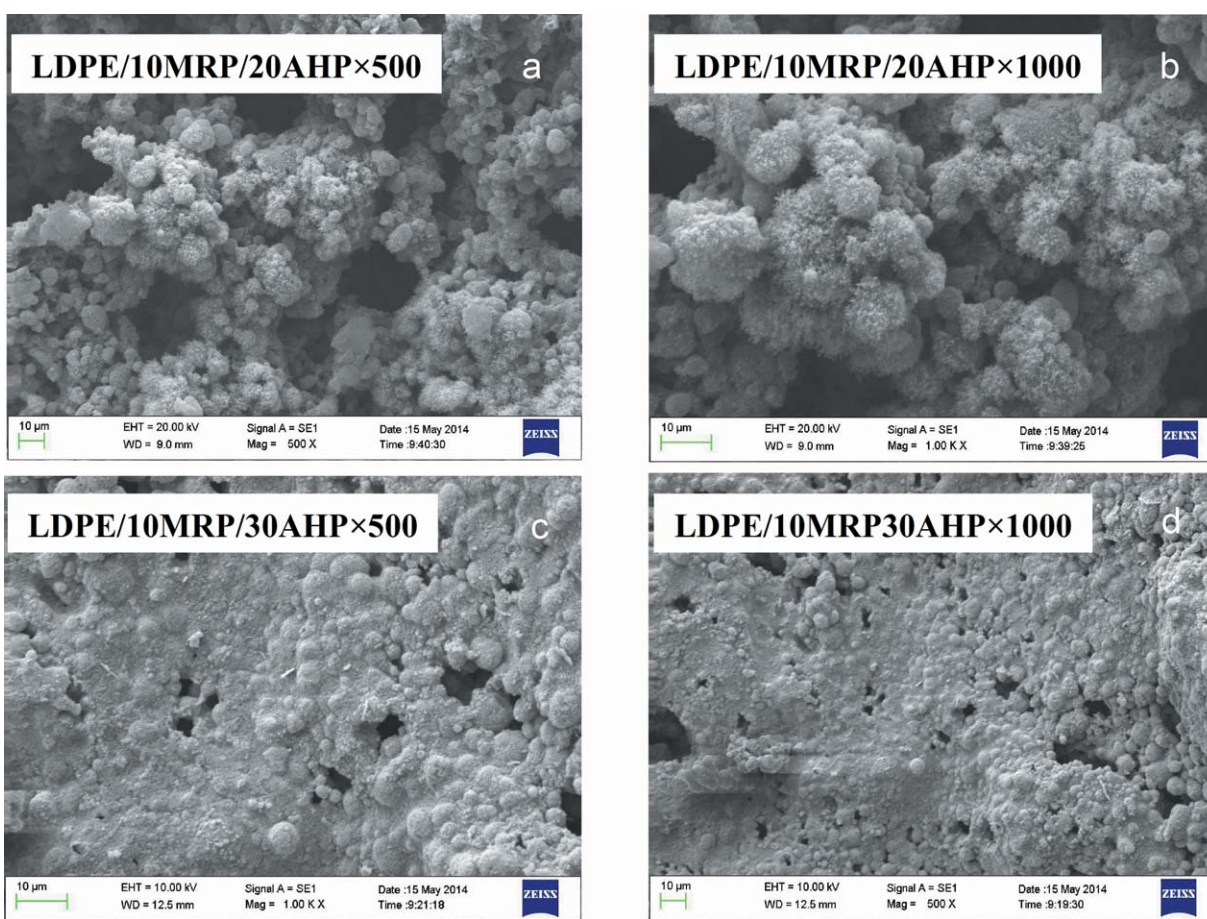 LDPE/10MRP/20AHP×500
a
10 µm
EHT = 20.00 kV
Signal A = SE1
Date :15 May 2014
WD = 9.0 mm
Mag = 500 X
Time :9:40:30
ZEISS
LDPE/10MRP/20AHP×1000
b
10 µm
EHT = 20.00 kV
Signal A = SE1
Date :15 May 2014
WD = 9.0 mm
Mag = 1.00 K X
Time :9:39:25
ZEISS
LDPE/10MRP/30AHP×500
c
10 µm
EHT = 10.00 kV
Signal A = SE1
Date :15 May 2014
WD = 12.5 mm
Mag = 1.00 K X
Time :9:21:18
ZEISS
LDPE/10MRP30AHP×1000
d
10 µm
EHT = 10.00 kV
Signal A = SE1
Date :15 May 2014
WD = 12.5 mm
Mag = 500 X
Time :9:19:30
ZEISS